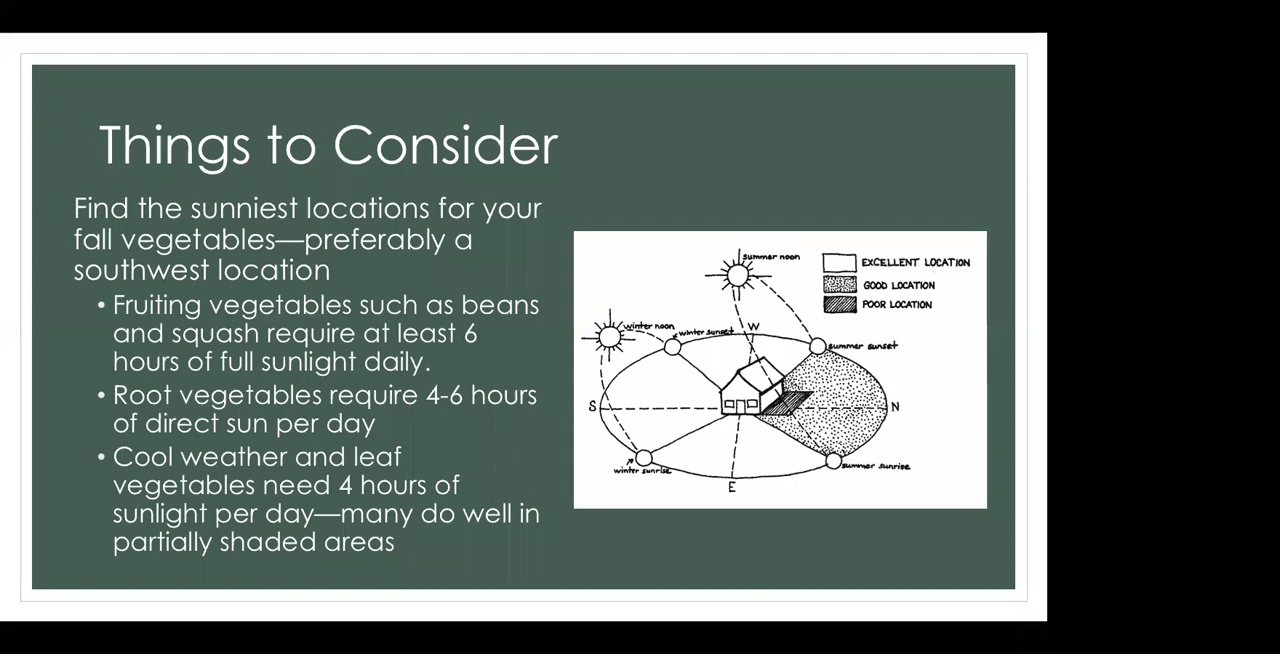 Things to Consider
Find the sunniest locations for your
fall vegetables—preferably a
southwest location
• Fruiting vegetables such as beans
and squash require at least 6
hours of full sunlight daily.
• Root vegetables require 4-6 hours
of direct sun per day
• Cool weather and leaf
vegetables need 4 hours of
sunlight per day—many do well in
partially shaded areas
summer noon
EXCELLENT LOCATION
GOOD LOCATION
POOR LOCATION
winter noon
winter sunset
W
summer sunset
S
N
winter sunrise
summer sunrise
E